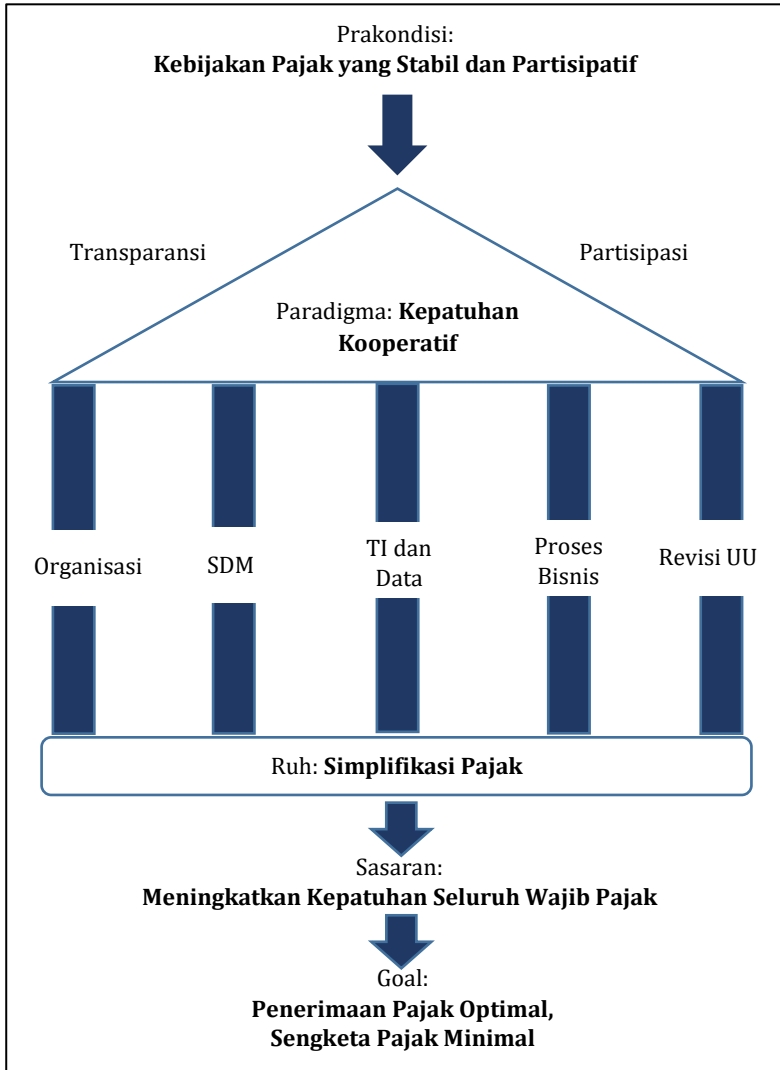 Prakondisi:
Kebijakan Pajak yang Stabil dan Partisipatif
Transparansi
Partisipasi
Paradigma: Kepatuhan
Kooperatif
Organisasi
SDM
TI dan
Data
Proses
Bisnis
Revisi UU
Ruh: Simplifikasi Pajak
Sasaran:
Meningkatkan Kepatuhan Seluruh Wajib Pajak
Goal:
Penerimaan Pajak Optimal,
Sengketa Pajak Minimal